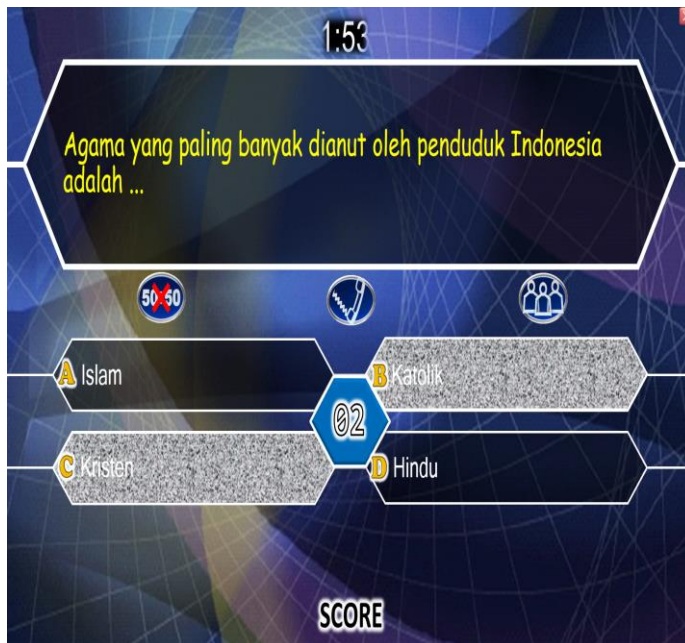 1:53
Agama yang paling banyak dianut oleh penduduk Indonesia
adalah ...
50 50
A Islam
B Katolik
02
C Kristen
D Hindu
SCORE